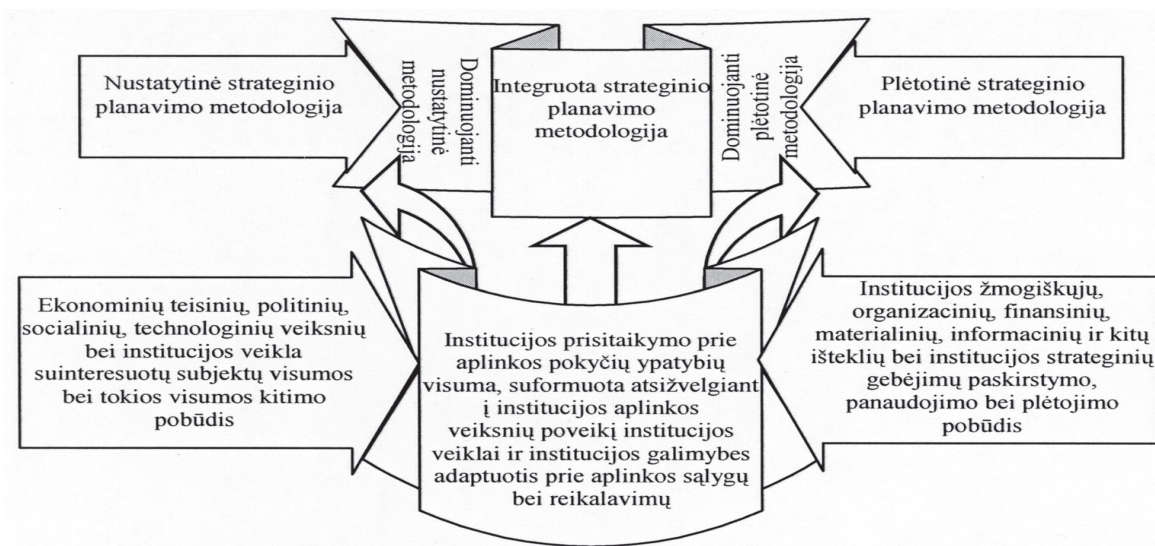 Nustatytinė strateginio
planavimo metodologija
Dominuojanti
nustatytinė
metodologija
Integruota strateginio
planavimo
metodologija
Dominuojanti
plėtotinė
metodologija
Plėtotinė strateginio
planavimo metodologija
Ekonominių teisinių, politinių,
socialinių, technologinių veiksnių
bei institucijos veikla
suinteresuotų subjektų visumos
bei tokios visumos kitimo
pobūdis
Institucijos prisitaikymo prie
aplinkos pokyčių ypatybių
visuma, suformuota atsižvelgiant
į institucijos aplinkos
veiksnių poveikį institucijos
veiklai ir institucijos galimybes
adaptuotis prie aplinkos sąlygų
bei reikalavimų
Institucijos žmogiškųjų,
organizacinių, finansinių,
materialinių, informacinių ir kitų
išteklių bei institucijos strateginių
gebėjimų paskirstymo,
panaudojimo bei plėtojimo
pobūdis